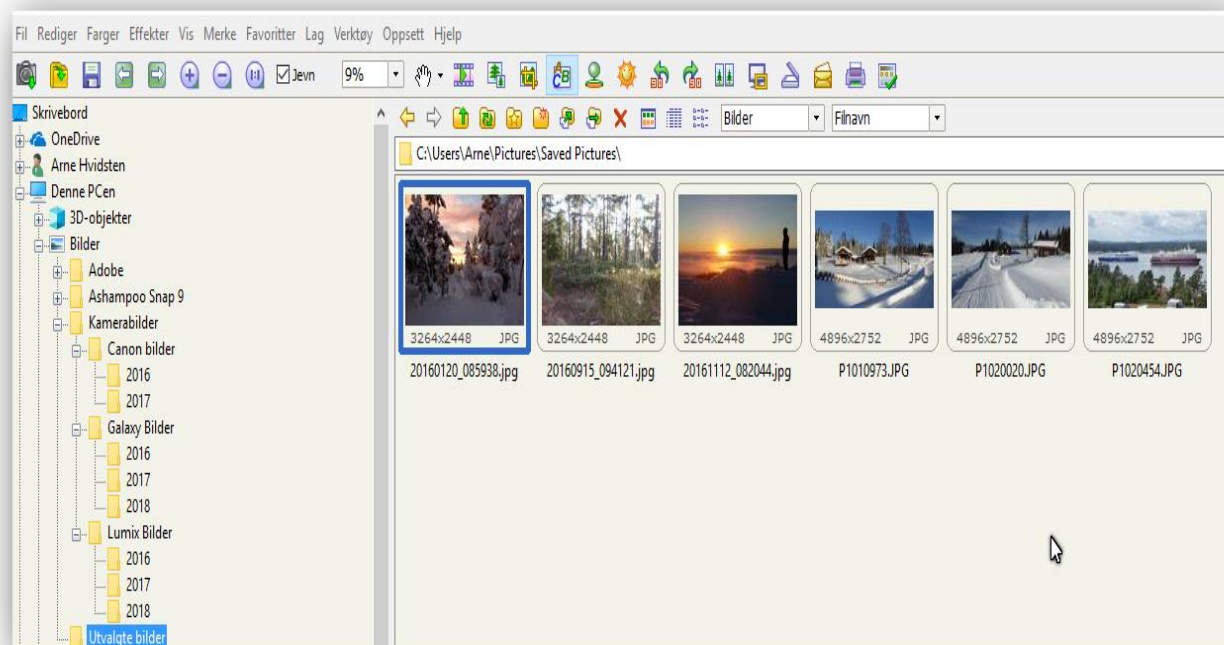 Fil Rediger Farger Effekter Vis Merke Favoritter Lag Verktøy Oppsett Hjelp
1:1 Jevn 9%
Skrivebord
OneDrive
Arne Hvidsten
Denne PCen
3D-objekter
Bilder
Adobe
Ashampoo Snap 9
Kamerabilder
Canon bilder
2016
2017
Galaxy Bilder
2016
2017
2018
Lumix Bilder
2016
2017
2018
Utvalgte bilder
Bilder Filnavn
C:\Users\Arne\Pictures\Saved Pictures\
3264x2448 JPG 3264x2448 JPG 3264x2448 JPG 4896x2752 JPG 4896x2752 JPG 4896x2752 JPG
20160120_085938.jpg 20160915_094121.jpg 20161112_082044.jpg P1010973.JPG P1020020.JPG P1020454.JPG